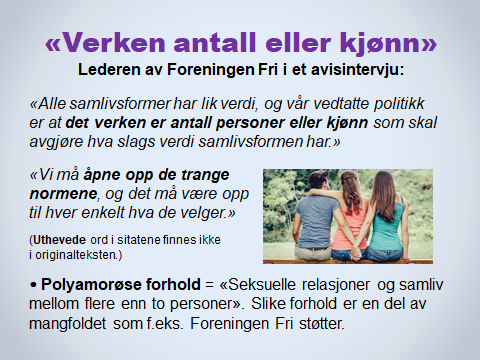 «Verken antall eller kjønn»
Lederen av Foreningen Fri i et avisintervju:
«Alle samlivsformer har lik verdi, og vår vedtatte politikk
er at det verken er antall personer eller kjønn som skal
avgjøre hva slags verdi samlivsformen har.»
«Vi må åpne opp de trange
normene, og det må være opp
til hver enkelt hva de velger.»
(Uthevede ord i sitatene finnes ikke
i originalteksten.)
• Polyamorøse forhold = «Seksuelle relasjoner og samliv
mellom flere enn to personer». Slike forhold er en del av
mangfoldet som f.eks. Foreningen Fri støtter.